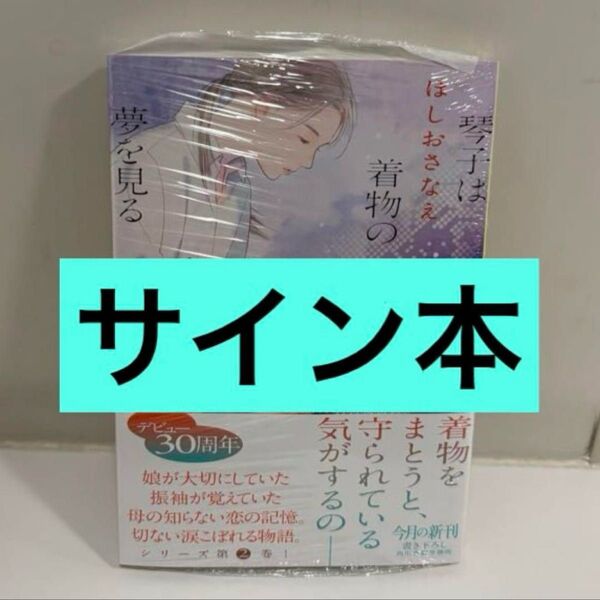 琴子は
着物の
夢を見る
ほしおさなえ
サイン本
着物を
まとうと、
守られている
気がするの――
デビュー
30周年
娘が大切にしていた
振袖が覚えていた
母の知らない恋の記憶。
切ない涙こぼれる物語。
シリーズ第2巻！
今月の新刊
書き下ろし